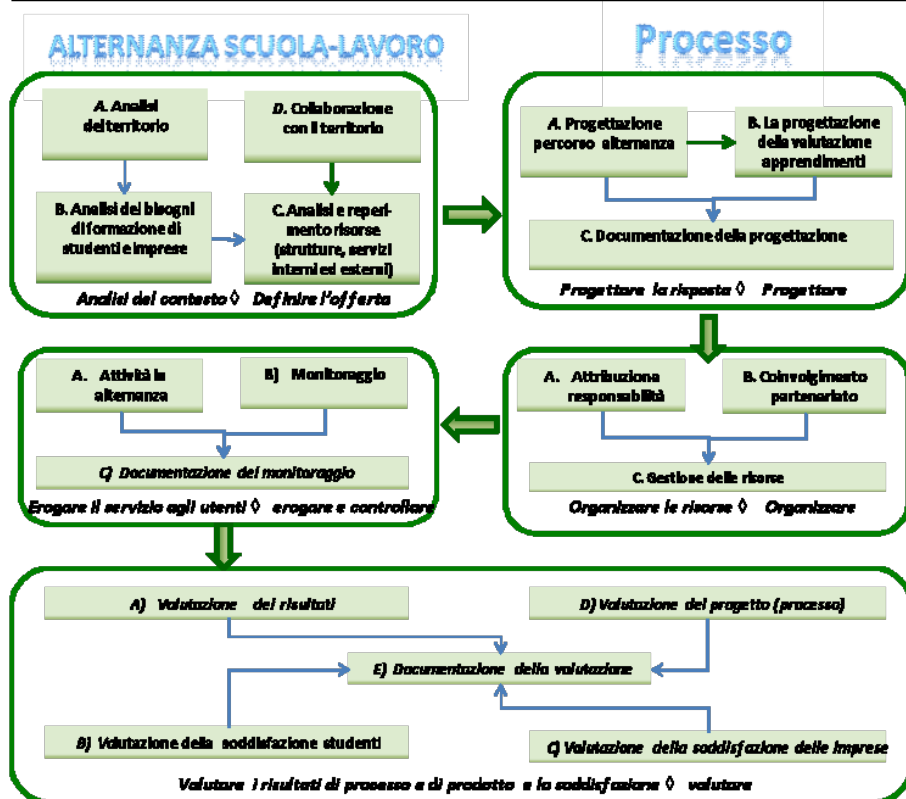 ALTERNANZA SCUOLA-LAVORO
Processo
A. Analisi
del territorio
D. Collaborazione
con il territorio
B. Analisi dei bisogni
di formazione di
studenti e imprese
C. Analisi e reperi-
mento risorse
(strutture, servizi
interni ed esterni)
Analisi del contesto ◊ Definire l'offerta
A. Progettazione
percorso alternanza
B. La progettazione
della valutazione
apprendimenti
C. Documentazione della progettazione
Progettare la risposta ◊ Progettare
A. Attività in
alternanza
B) Monitoraggio
C) Documentazione del monitoraggio
Erogare il servizio agli utenti ◊ erogare e controllare
A. Attribuzione
responsabilità
B. Coinvolgimento
partenariato
C. Gestione delle risorse
Organizzare le risorse ◊ Organizzare
A) Valutazione dei risultati
D) Valutazione del progetto (processo)
E) Documentazione della valutazione
B) Valutazione della soddisfazione studenti
C) Valutazione della soddisfazione delle imprese
Valutare i risultati di processo e di prodotto e la soddisfazione ◊ valutare